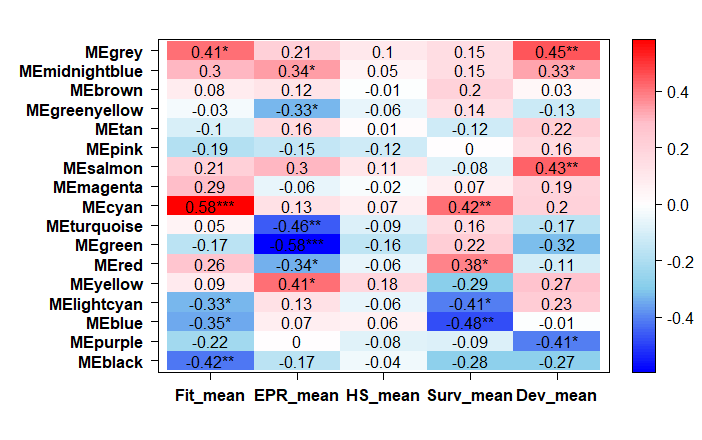 MEgrey 0.41* 0.21 0.1 0.15 0.45**
MEmidnightblue 0.3 0.34* 0.05 0.15 0.33*
MEbrown 0.08 0.12 -0.01 0.2 0.03
MEgreenyellow -0.03 -0.33* -0.06 0.14 -0.13
MEtan -0.1 0.16 0.01 -0.12 0.22
MEpink -0.19 -0.15 -0.12 0 0.16
MEsalmon 0.21 0.3 0.11 -0.08 0.43**
MEmagenta 0.29 -0.06 -0.02 0.07 0.19
MEcyan 0.58*** 0.13 0.07 0.42** 0.2
MEturquoise 0.05 -0.46** -0.09 0.16 -0.17
MEgreen -0.17 0.58*** -0.16 0.22 -0.32
MEred 0.26 -0.34* -0.06 0.38* -0.11
MEyellow 0.09 0.41* 0.18 -0.29 0.27
MElightcyan -0.33* 0.13 -0.06 -0.41* 0.23
MEblue -0.35* 0.07 0.06 -0.48** -0.01
MEpurple -0.22 0 -0.08 -0.09 -0.41*
MEblack -0.42** -0.17 -0.04 -0.28 -0.27
Fit_mean EPR_mean HS_mean Surv_mean Dev_mean
0.4
0.2
0.0
-0.2
-0.4